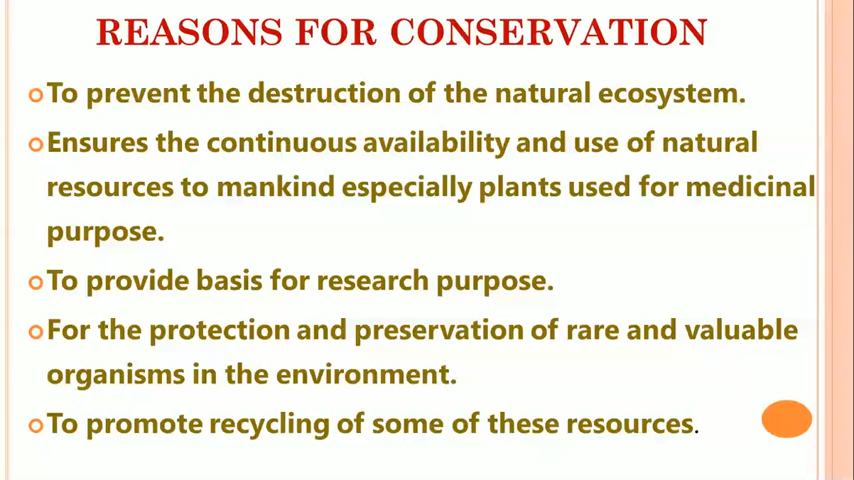 REASONS FOR CONSERVATION
To prevent the destruction of the natural ecosystem.
Ensures the continuous availability and use of natural
resources to mankind especially plants used for medicinal
purpose.
To provide basis for research purpose.
For the protection and preservation of rare and valuable
organisms in the environment.
To promote recycling of some of these resources.